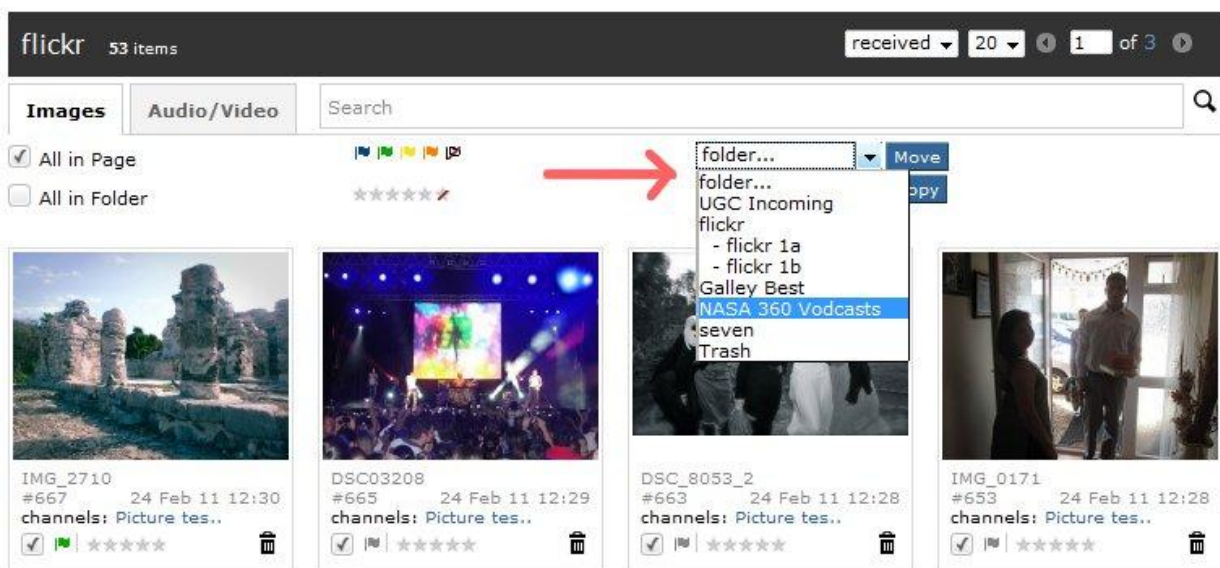 flickr 53 items received 20 1 of 3
Images Audio/Video Search
All in Page folder... Move
All in Folder
folder...
UGC Incoming
flickr
- flickr 1a
- flickr 1b
Galley Best
NASA 360 Vodcasts
seven
Trash
opy
IMG_2710
#667 24 Feb 11 12:30
channels: Picture tes..
DSC03208
#665 24 Feb 11 12:29
channels: Picture tes..
DSC_8053_2
#663 24 Feb 11 12:28
channels: Picture tes..
IMG_0171
#653 24 Feb 11 12:28
channels: Picture tes..